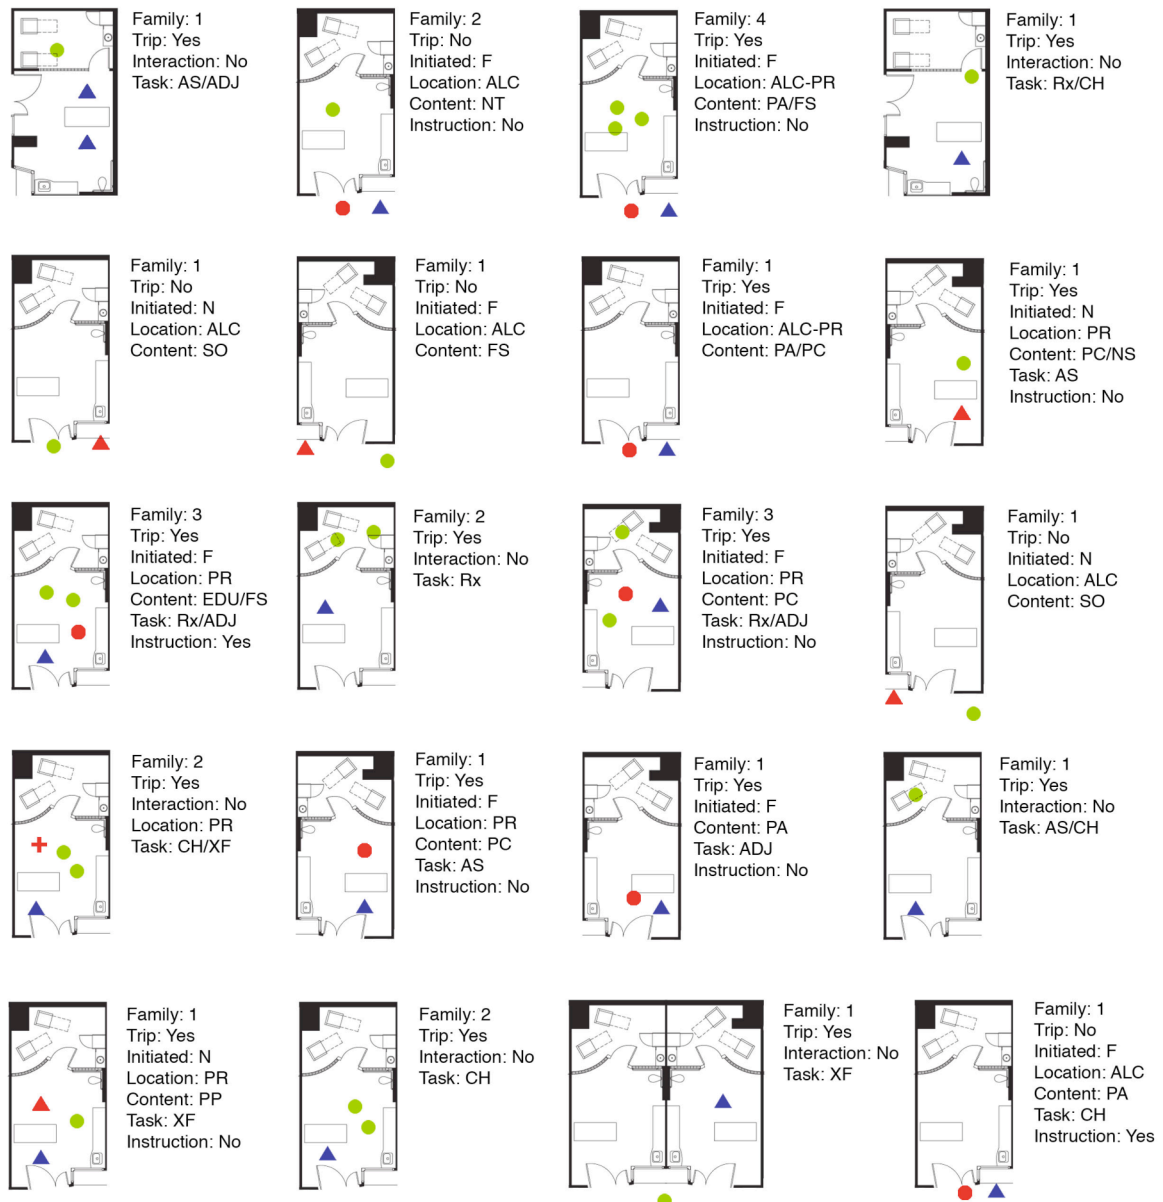 Family: 1
Trip: Yes
Interaction: No
Task: AS/ADJ
Family: 2
Trip: No
Initiated: F
Location: ALC
Content: NT
Instruction: No
Family: 4
Trip: Yes
Initiated: F
Location: ALC-PR
Content: PA/FS
Instruction: No
Family: 1
Trip: Yes
Interaction: No
Task: Rx/CH
Family: 1
Trip: No
Initiated: N
Location: ALC
Content: SO
Family: 1
Trip: No
Initiated: F
Location: ALC
Content: FS
Family: 1
Trip: Yes
Initiated: F
Location: ALC-PR
Content: PA/PC
Family: 1
Trip: Yes
Initiated: N
Location: PR
Content: PC/NS
Task: AS
Instruction: No
Family: 3
Trip: Yes
Initiated: F
Location: PR
Content: EDU/FS
Task: Rx/ADJ
Instruction: Yes
Family: 2
Trip: Yes
Interaction: No
Task: Rx
Family: 3
Trip: Yes
Initiated: F
Location: PR
Content: PC
Task: Rx/ADJ
Instruction: No
Family: 1
Trip: No
Initiated: N
Location: ALC
Content: SO
Family: 2
Trip: Yes
Interaction: No
Location: PR
Task: CH/XF
Family: 1
Trip: Yes
Initiated: F
Location: PR
Content: PC
Task: AS
Instruction: No
Family: 1
Trip: Yes
Initiated: F
Content: PA
Task: ADJ
Instruction: No
Family: 1
Trip: Yes
Interaction: No
Task: AS/CH
Family: 1
Trip: Yes
Initiated: N
Location: PR
Content: PP
Task: XF
Instruction: No
Family: 2
Trip: Yes
Interaction: No
Task: CH
Family: 1
Trip: Yes
Interaction: No
Task: XF
Family: 1
Trip: No
Initiated: F
Location: ALC
Content: PA
Task: CH
Instruction: Yes